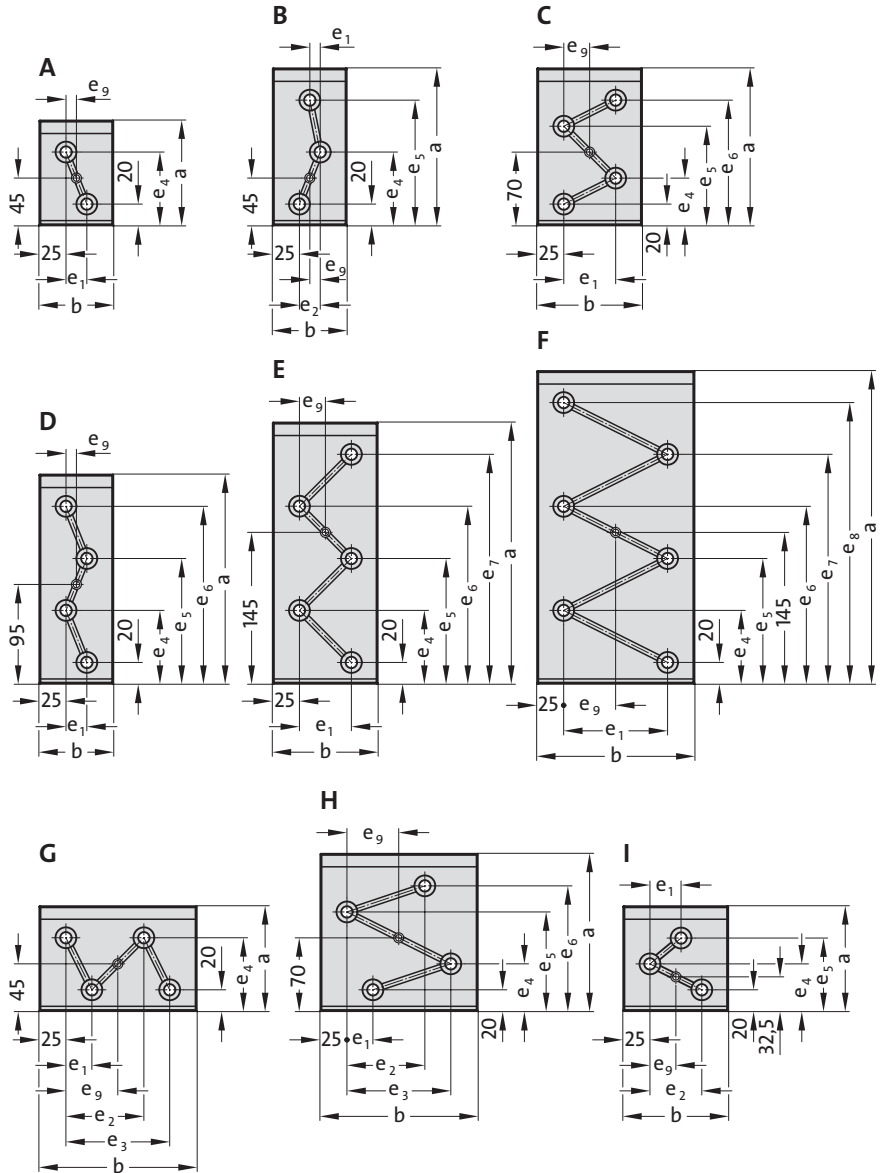 A
e₉
45
25
e₁
b
20
e₄
a
B
e₁
45
25
e₉
e₂
b
20
e₄
e₅
a
C
e₉
70
25
e₁
b
e₄
20
e₅
e₆
a
D
e₉
95
25
e₁
b
20
e₄
e₅
e₆
a
E
e₉
145
25
e₁
b
20
e₄
e₅
e₆
e₇
a
F
25
e₉
e₁
b
20
e₄
e₅
145
e₆
e₇
e₈
a
G
45
25
e₁
e₉
e₂
e₃
b
20
e₄
a
H
e₉
70
25
e₁
e₂
e₃
b
20
e₄
e₅
e₆
a
I
e₁
25
e₉
e₂
b
20
32,5
e₄
e₅
a